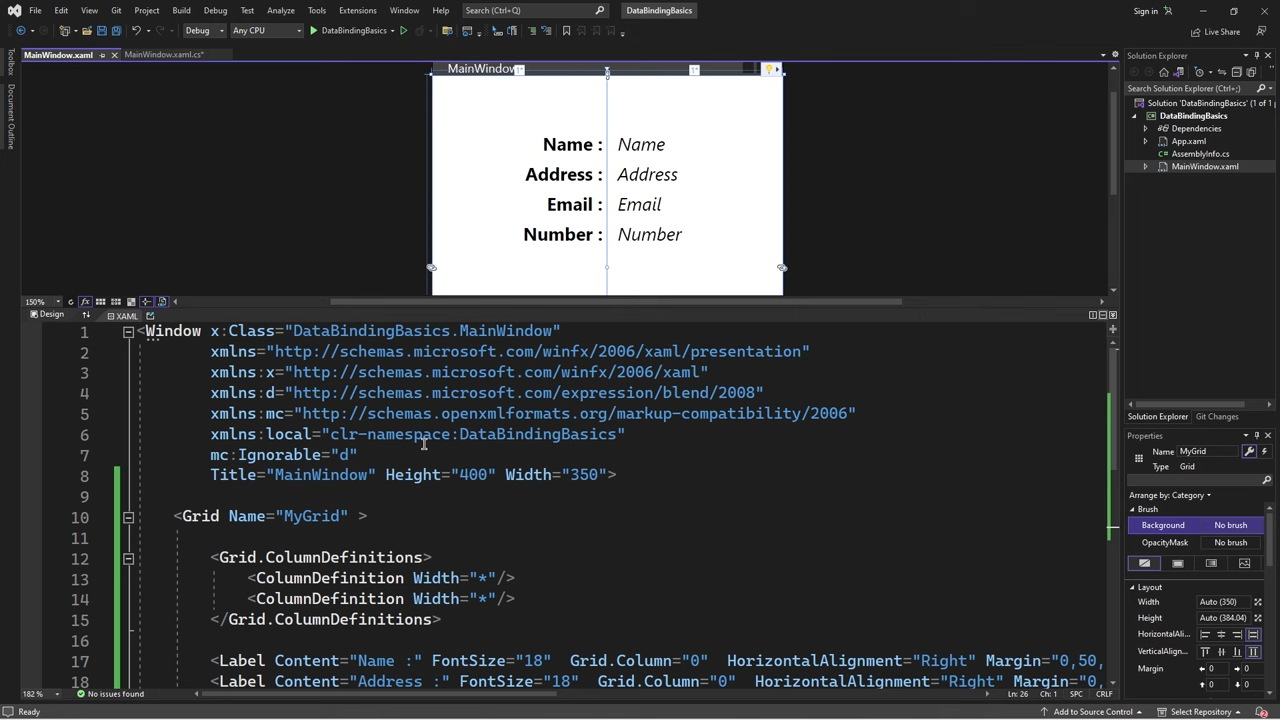 File Edit View Git Project Build Debug Test Analyze Tools Extensions Window Help Search (Ctrl+Q) DataBindingBasics Sign in
Debug Any CPU DataBindingBasics Live Share
MainWindow.xaml MainWindow.xaml.cs*
Toolbox
Document Outline
MainWindow 1* 1*
Name : Name
Address : Address
Email : Email
Number : Number
150%
Design XAML
1 <Window x:Class="DataBindingBasics.MainWindow"
2 xmlns="http://schemas.microsoft.com/winfx/2006/xaml/presentation"
3 xmlns:x="http://schemas.microsoft.com/winfx/2006/xaml"
4 xmlns:d="http://schemas.microsoft.com/expression/blend/2008"
5 xmlns:mc="http://schemas.openxmlformats.org/markup-compatibility/2006"
6 xmlns:local="clr-namespace:DataBindingBasics"
7 mc:Ignorable="d"
8 Title="MainWindow" Height="400" Width="350">
9
10 <Grid Name="MyGrid" >
11
12 <Grid.ColumnDefinitions>
13 <ColumnDefinition Width="*"/>
14 <ColumnDefinition Width="*"/>
15 </Grid.ColumnDefinitions>
16
17 <Label Content="Name :" FontSize="18" Grid.Column="0" HorizontalAlignment="Right" Margin="0,50,
18 <Label Content="Address :" FontSize="18" Grid.Column="0" HorizontalAlignment="Right" Margin="0,
182 % No issues found Ln: 26 Ch: 1 SPC CRLF
Ready Add to Source Control Select Repository 2
Solution Explorer
Search Solution Explorer (Ctrl+;)
Solution 'DataBindingBasics' (1 of 1
DataBindingBasics
Dependencies
App.xaml
AssemblyInfo.cs
MainWindow.xaml
Solution Explorer Git Changes
Properties
Name MyGrid
Type Grid
Arrange by: Category
Brush
Background No brush
OpacityMask No brush
Layout
Width Auto (350)
Height Auto (384.04)
HorizontalAli...
VerticalAlign...
Margin 0 0
0 0